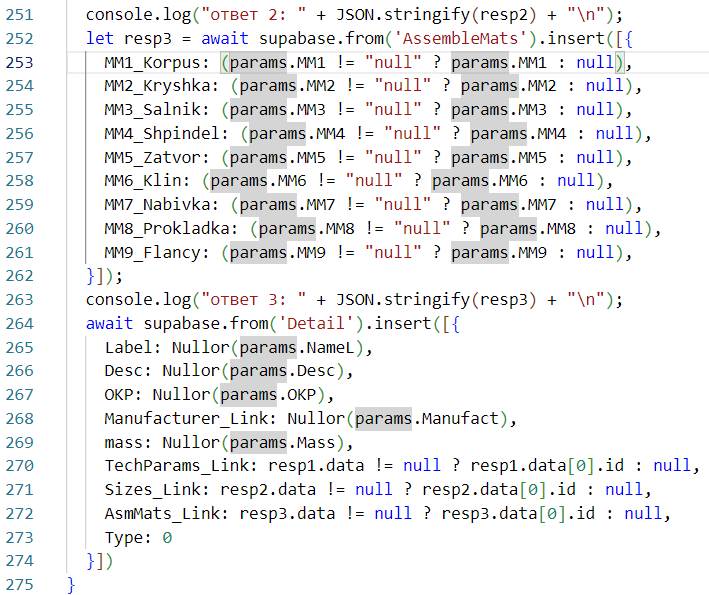 251 console.log("ответ 2: " + JSON.stringify(resp2) + "\n");
252 let resp3 = await supabase.from('AssembleMats').insert([{
253 MM1_Korpus: (params.MM1 != "null" ? params.MM1 : null),
254 MM2_Kryshka: (params.MM2 != "null" ? params.MM2 : null),
255 MM3_Salnik: (params.MM3 != "null" ? params.MM3 : null),
256 MM4_Shpindel: (params.MM4 != "null" ? params.MM4 : null),
257 MM5_Zatvor: (params.MM5 != "null" ? params.MM5 : null),
258 MM6_Klin: (params.MM6 != "null" ? params.MM6 : null),
259 MM7_Nabivka: (params.MM7 != "null" ? params.MM7 : null),
260 MM8_Prokladka: (params.MM8 != "null" ? params.MM8 : null),
261 MM9_Flancy: (params.MM9 != "null" ? params.MM9 : null),
262 }]);
263 console.log("ответ 3: " + JSON.stringify(resp3) + "\n");
264 await supabase.from('Detail').insert([{
265 Label: Nullor(params.NameL),
266 Desc: Nullor(params.Desc),
267 OKP: Nullor(params.OKP),
268 Manufacturer_Link: Nullor(params.Manufact),
269 mass: Nullor(params.Mass),
270 TechParams_Link: resp1.data != null ? resp1.data[0].id : null,
271 Sizes_Link: resp2.data != null ? resp2.data[0].id : null,
272 AsmMats_Link: resp3.data != null ? resp3.data[0].id : null,
273 Type: 0
274 }])
275 }